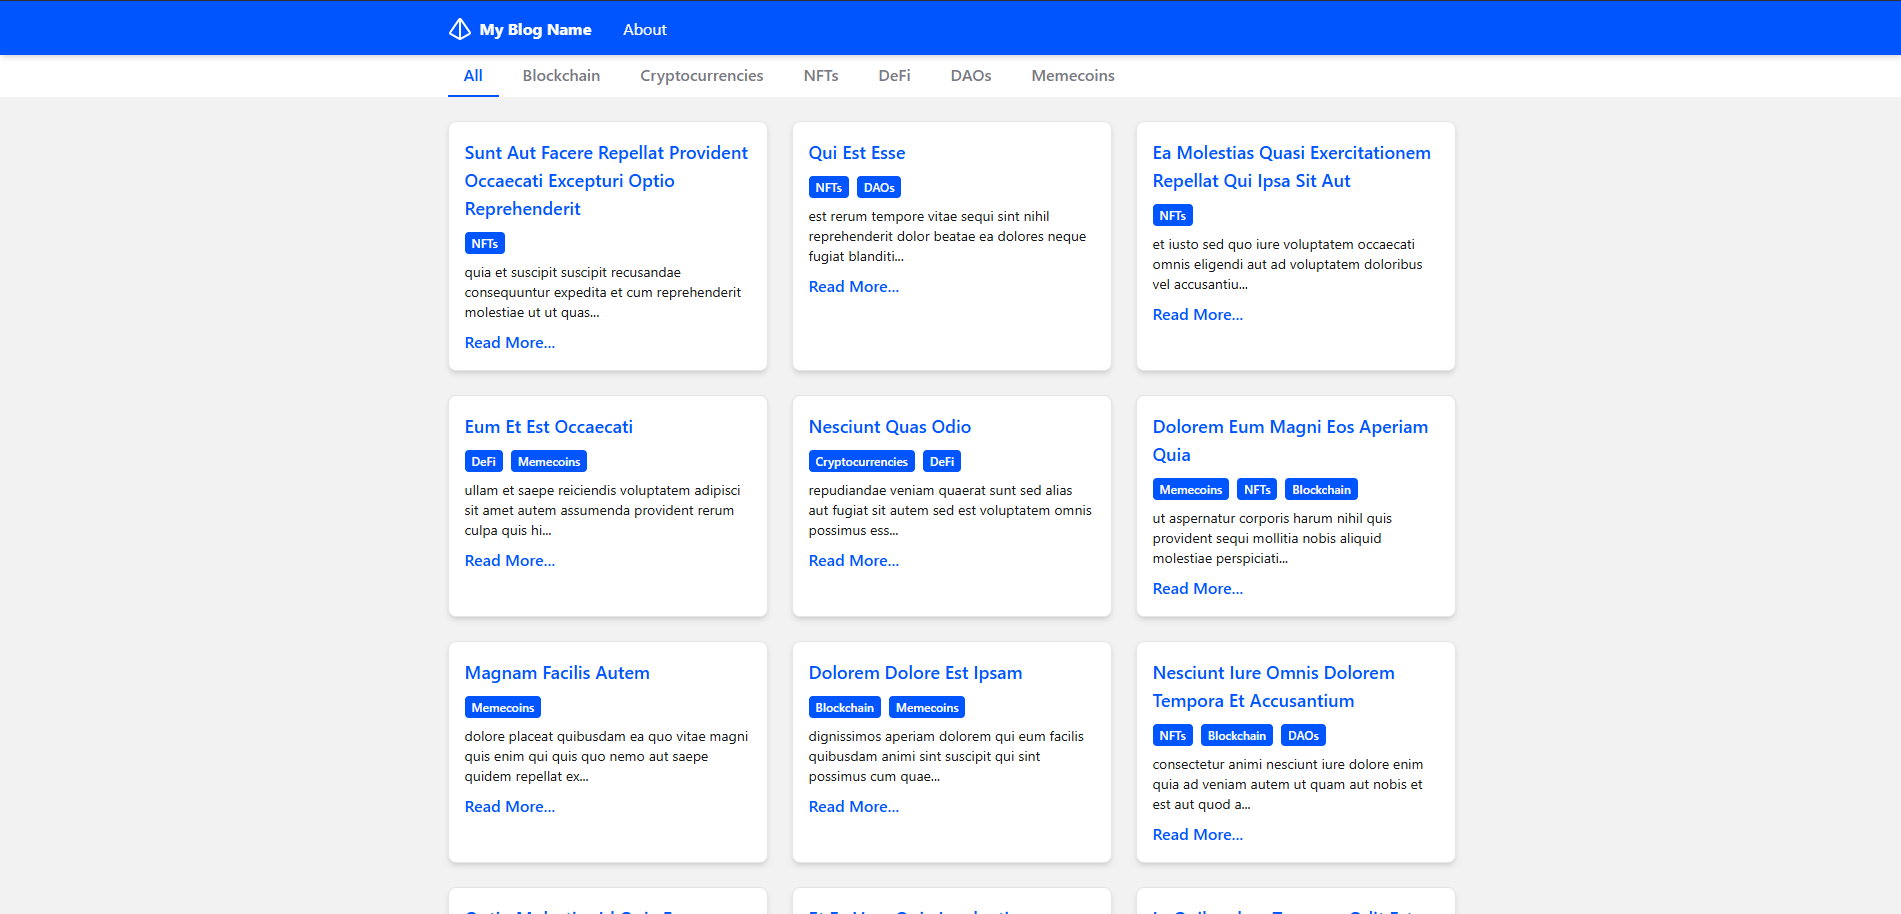 My Blog Name About
All Blockchain Cryptocurrencies NFTs DeFi DAOs Memecoins
Sunt Aut Facere Repellat Provident
Occaecati Excepturi Optio
Reprehenderit
NFTs
quia et suscipit suscipit recusandae
consequuntur expedita et cum reprehenderit
molestiae ut ut quas...
Read More...
Qui Est Esse
NFTs DAOs
est rerum tempore vitae sequi sint nihil
reprehenderit dolor beatae ea dolores neque
fugiat blanditi...
Read More...
Ea Molestias Quasi Exercitationem
Repellat Qui Ipsa Sit Aut
NFTs
et iusto sed quo iure voluptatem occaecati
omnis eligendi aut ad voluptatem doloribus
vel accusantiu...
Read More...
Eum Et Est Occaecati
DeFi Memecoins
ullam et saepe reiciendis voluptatem adipisci
sit amet autem assumenda provident rerum
culpa quis hi...
Read More...
Nesciunt Quas Odio
Cryptocurrencies DeFi
repudiandae veniam quaerat sunt sed alias
aut fugiat sit autem sed est voluptatem omnis
possimus ess...
Read More...
Dolorem Eum Magni Eos Aperiam
Quia
Memecoins NFTs Blockchain
ut aspernatur corporis harum nihil quis
provident sequi mollitia nobis aliquid
molestiae perspiciati...
Read More...
Magnam Facilis Autem
Memecoins
dolore placeat quibusdam ea quo vitae magni
quis enim qui quis quo nemo aut saepe
quidem repellat ex...
Read More...
Dolorem Dolore Est Ipsam
Blockchain Memecoins
dignissimos aperiam dolorem qui eum facilis
quibusdam animi sint suscipit qui sint
possimus cum quae...
Read More...
Nesciunt Iure Omnis Dolorem
Tempora Et Accusantium
NFTs Blockchain DAOs
consectetur animi nesciunt iure dolore enim
quia ad veniam autem ut quam aut nobis et
est aut quod a...
Read More...